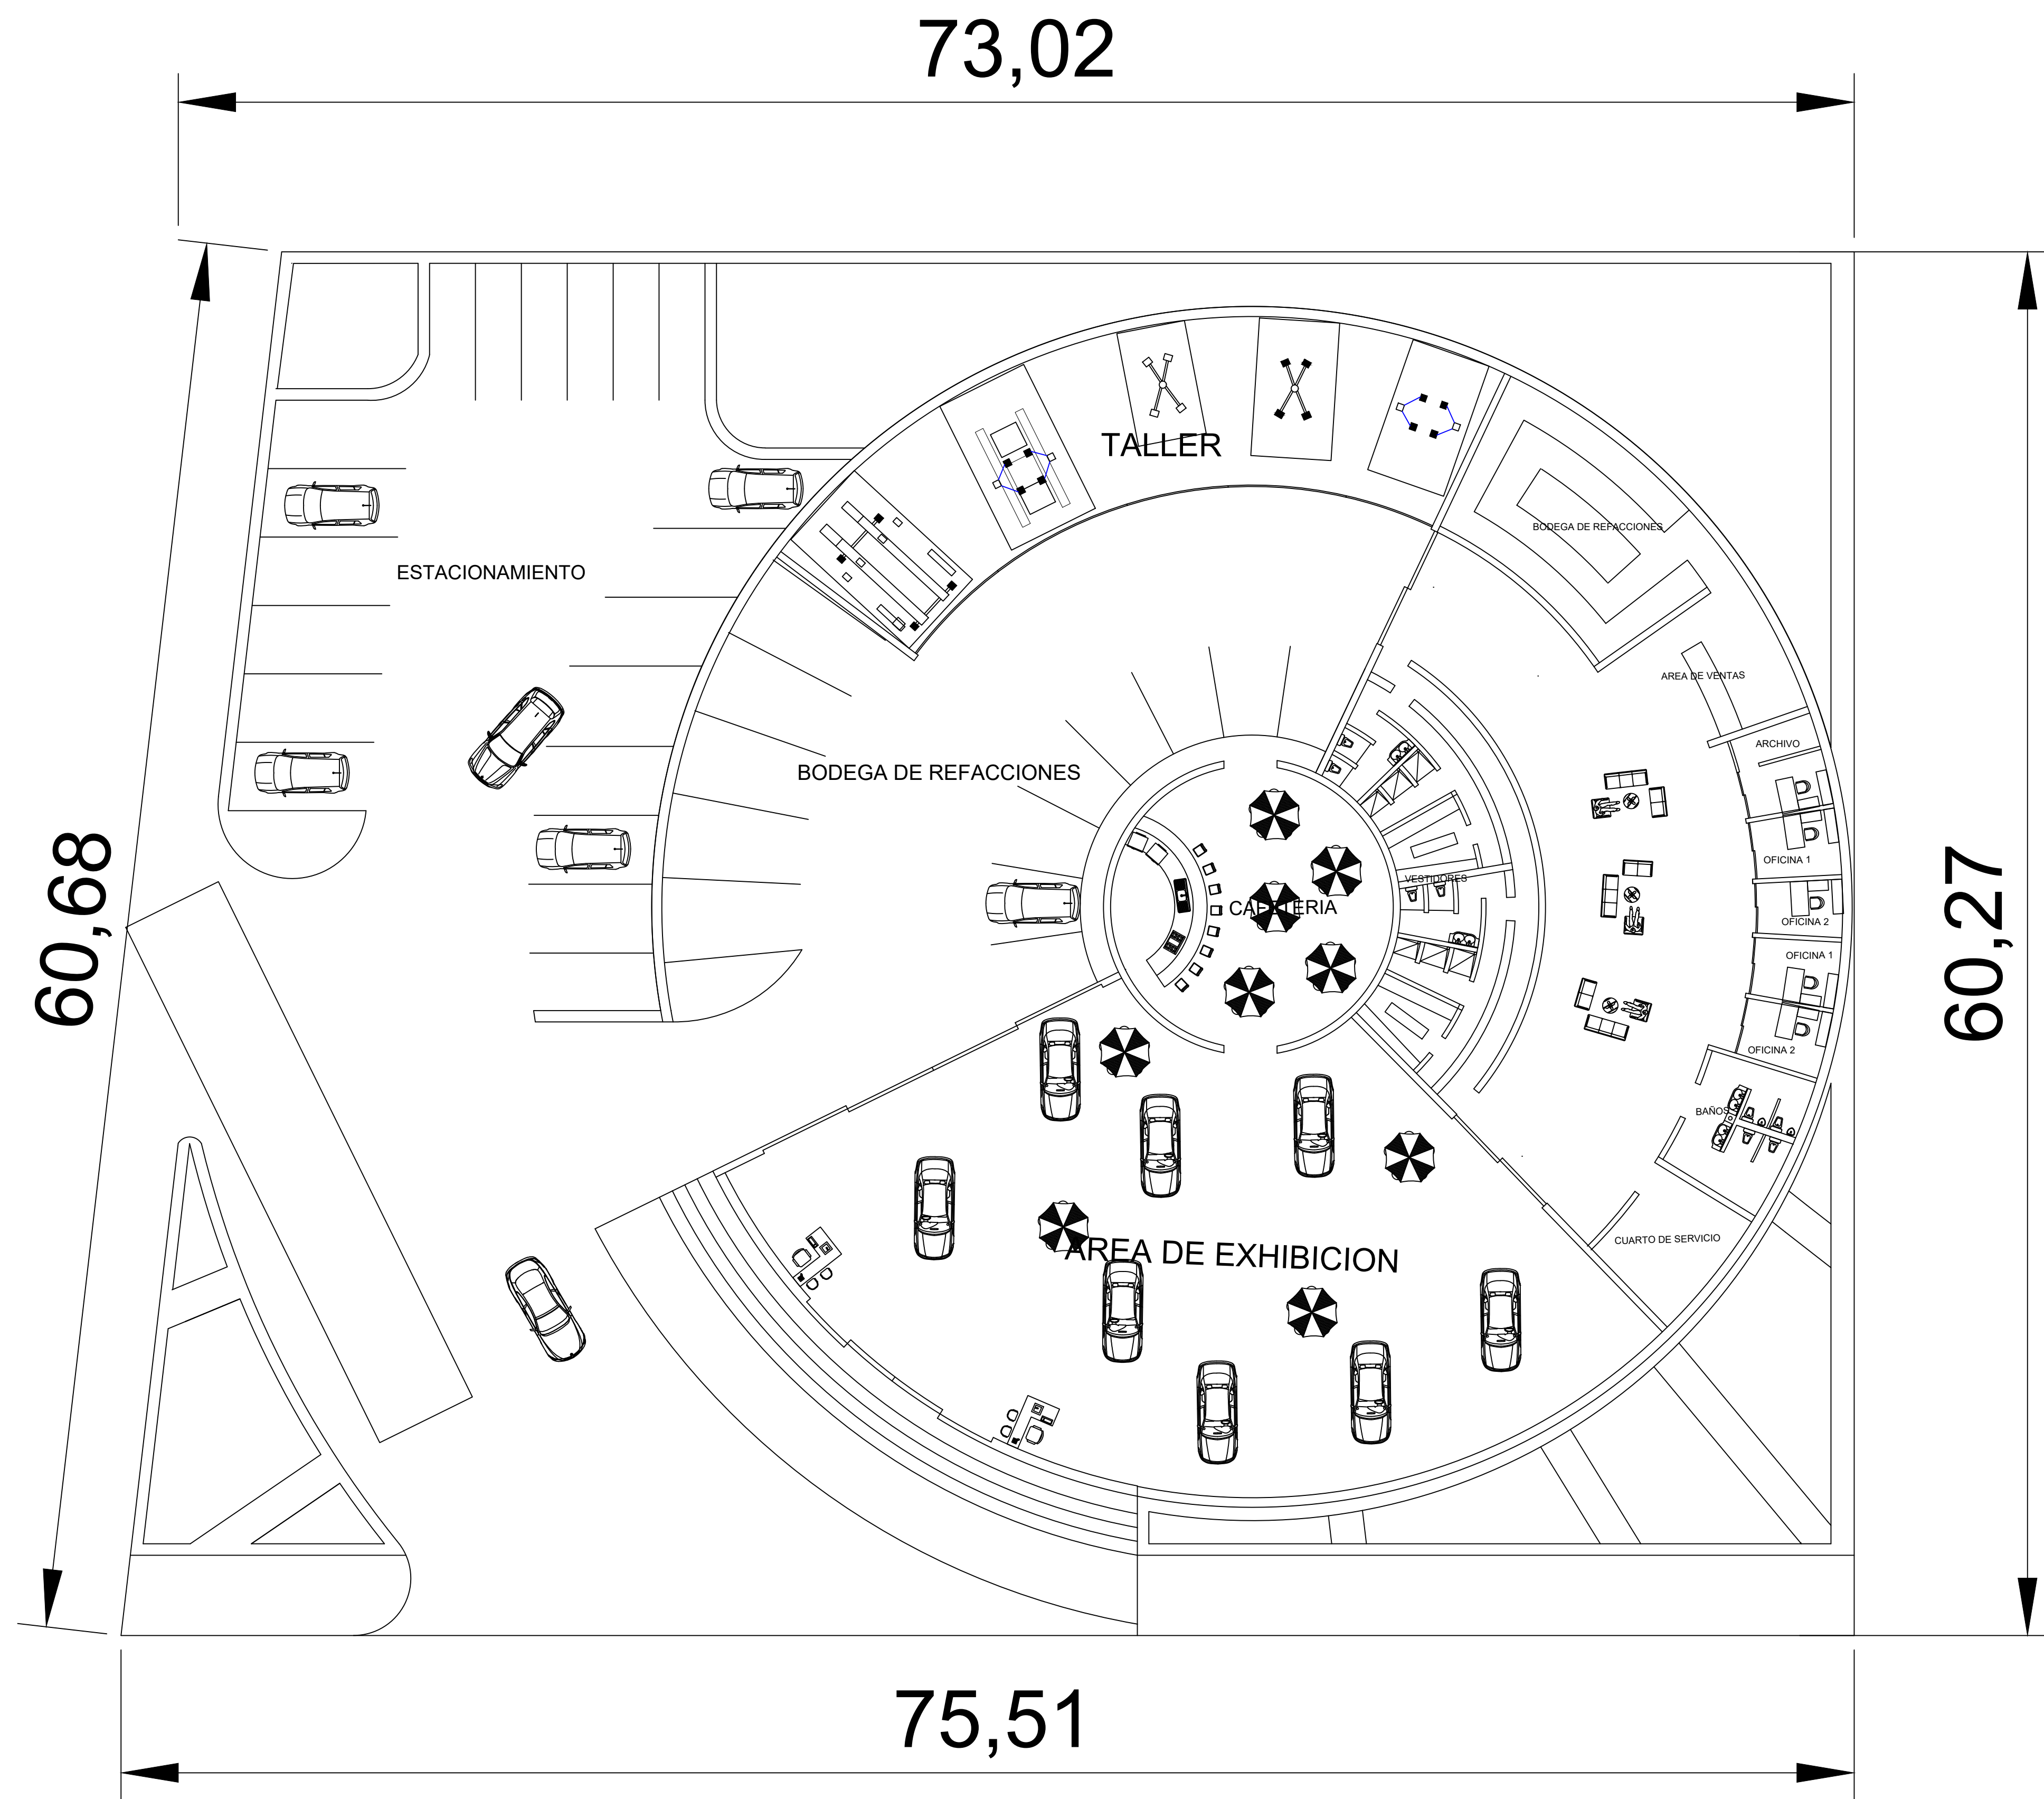 73,02
TALLER
BODEGA DE REFACCIONES
ESTACIONAMIENTO
AREA DE VENTAS
ARCHIVO
BODEGA DE REFACCIONES
OFICINA 1
VESTIDORES
CAFETERIA
OFICINA 2
60,68
60,27
OFICINA 1
OFICINA 2
BAÑOS
CUARTO DE SERVICIO
AREA DE EXHIBICION
75,51